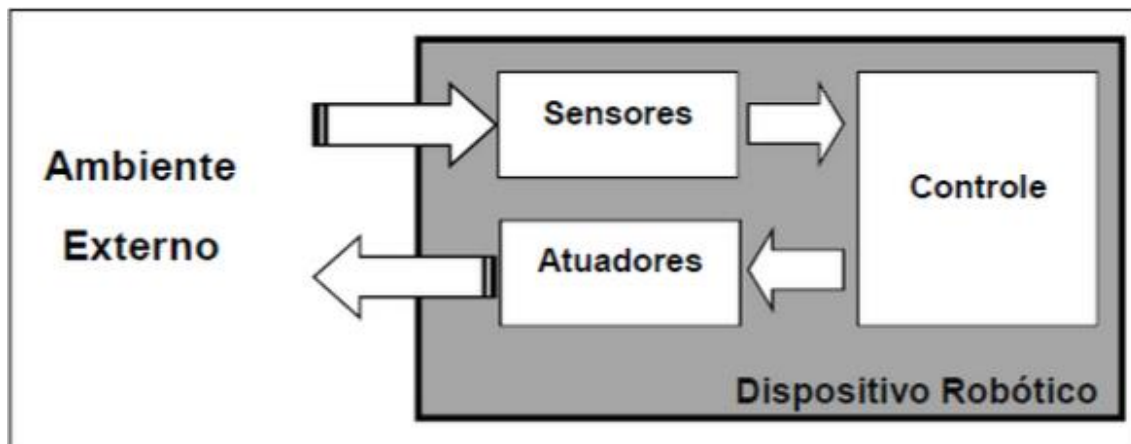 Ambiente
Externo
Sensores
Controle
Atuadores
Dispositivo Robótico